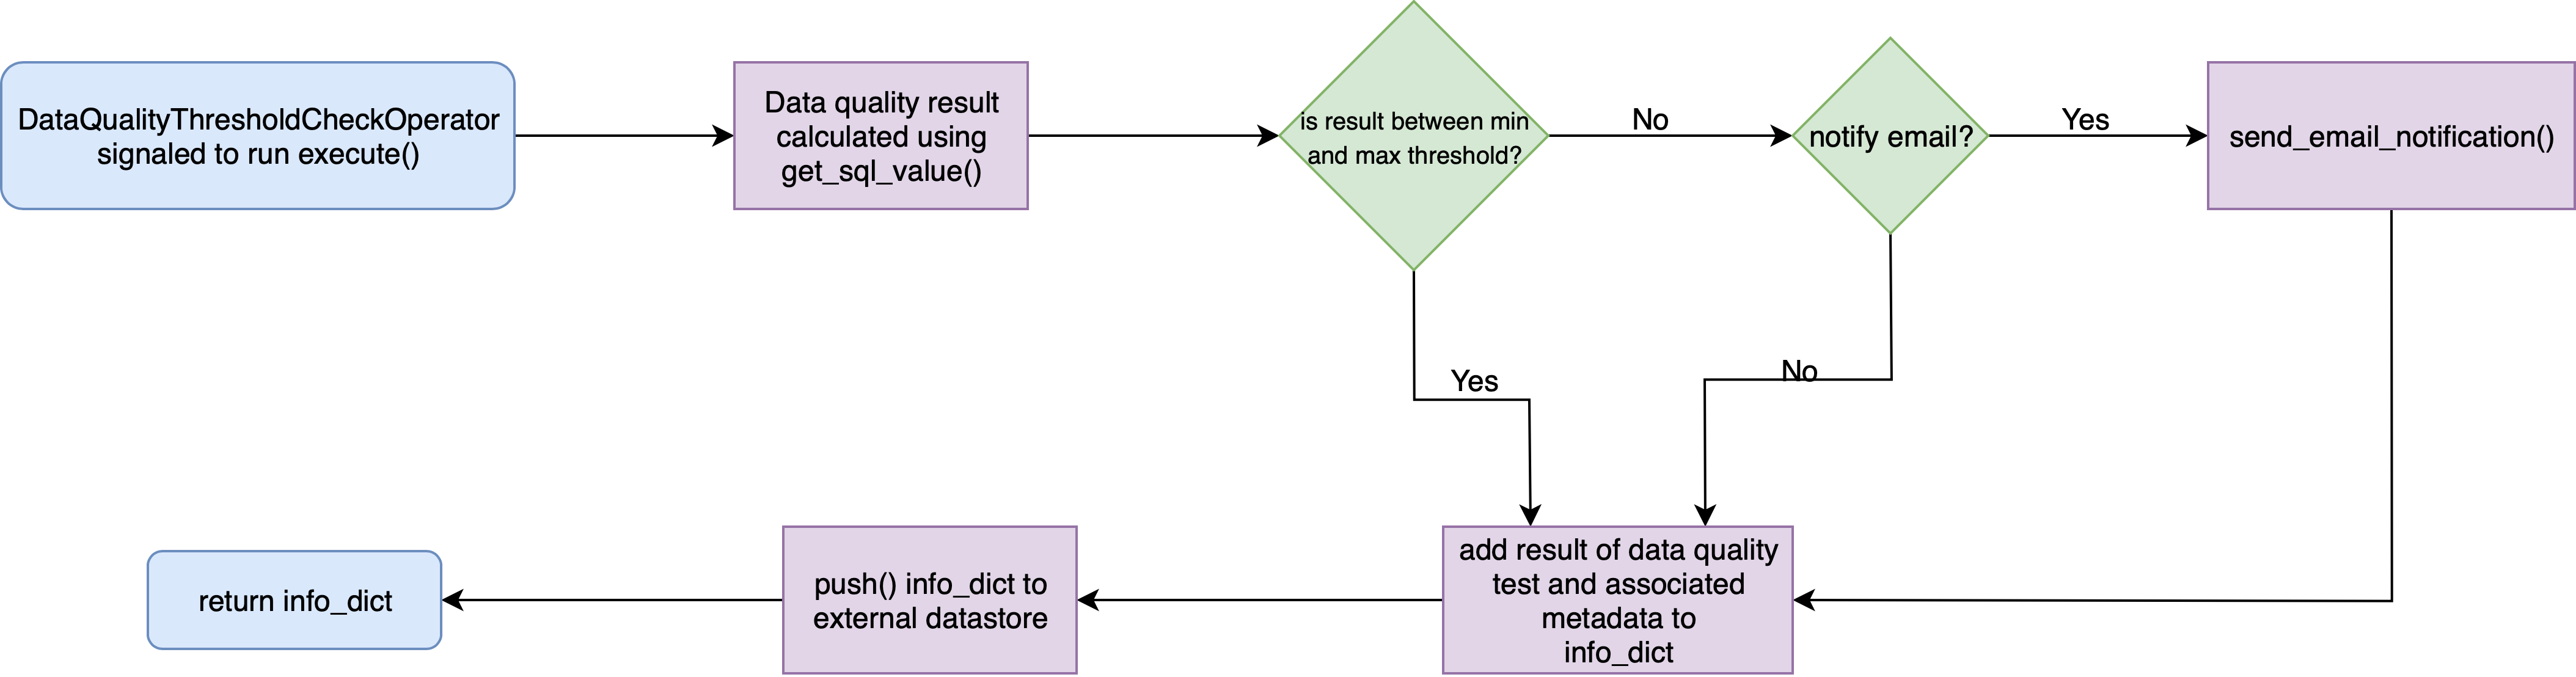 DataQualityThresholdCheckOperator
signaled to run execute()
Data quality result
calculated using
get_sql_value()
is result between min
and max threshold?
No
notify email?
Yes
send_email_notification()
Yes
No
add result of data quality
test and associated
metadata to
info_dict
push() info_dict to
external datastore
return info_dict